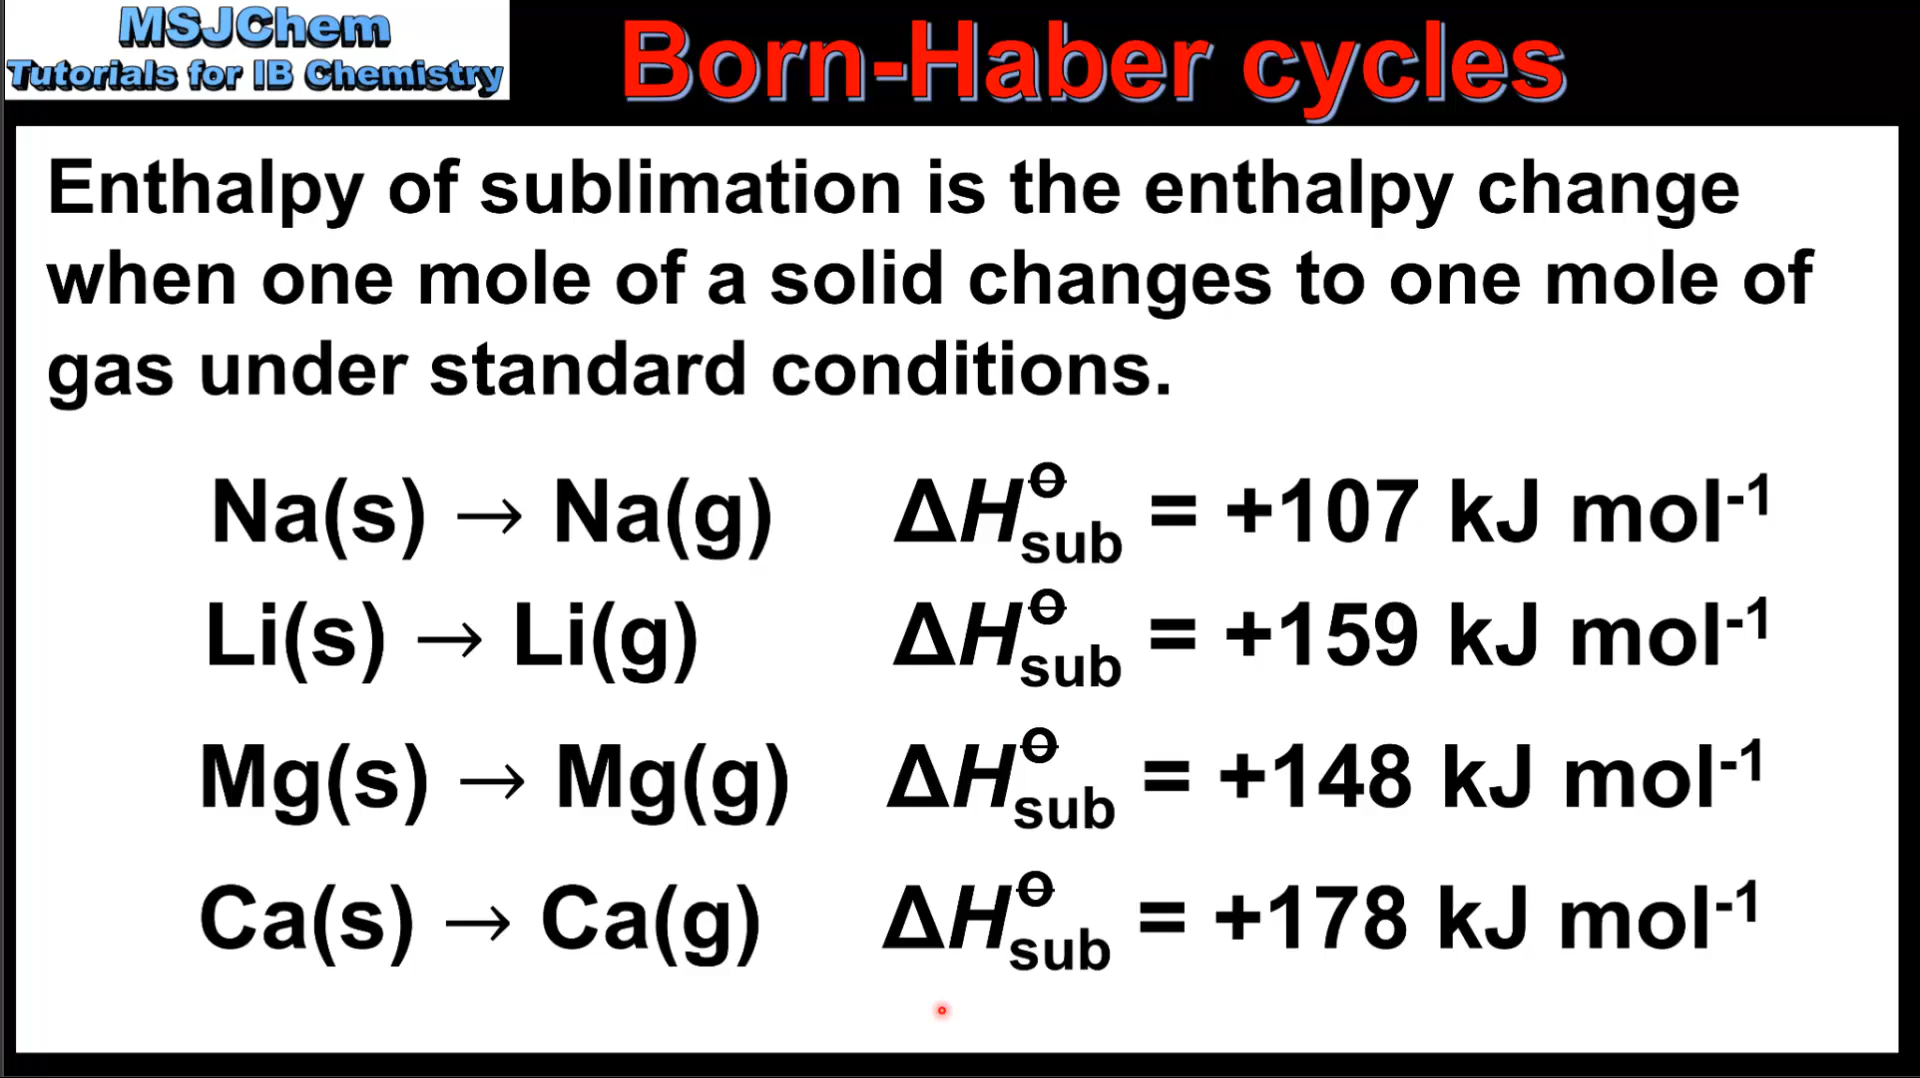 MSJChem
Tutorials for IB Chemistry
Born-Haber cycles
Enthalpy of sublimation is the enthalpy change
when one mole of a solid changes to one mole of
gas under standard conditions.
Na(s) → Na(g) ΔH⦵sub = +107 kJ mol⁻¹
Li(s) → Li(g) ΔH⦵sub = +159 kJ mol⁻¹
Mg(s) → Mg(g) ΔH⦵sub = +148 kJ mol⁻¹
Ca(s) → Ca(g) ΔH⦵sub = +178 kJ mol⁻¹